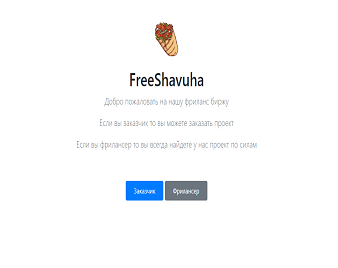 FreeShavuha
Добро пожаловать на нашу фриланс биржу
Если вы заказчик то вы можете заказать проект
Если вы фрилансер то вы всегда найдете у нас проект по силам
Заказчик
Фрилансер